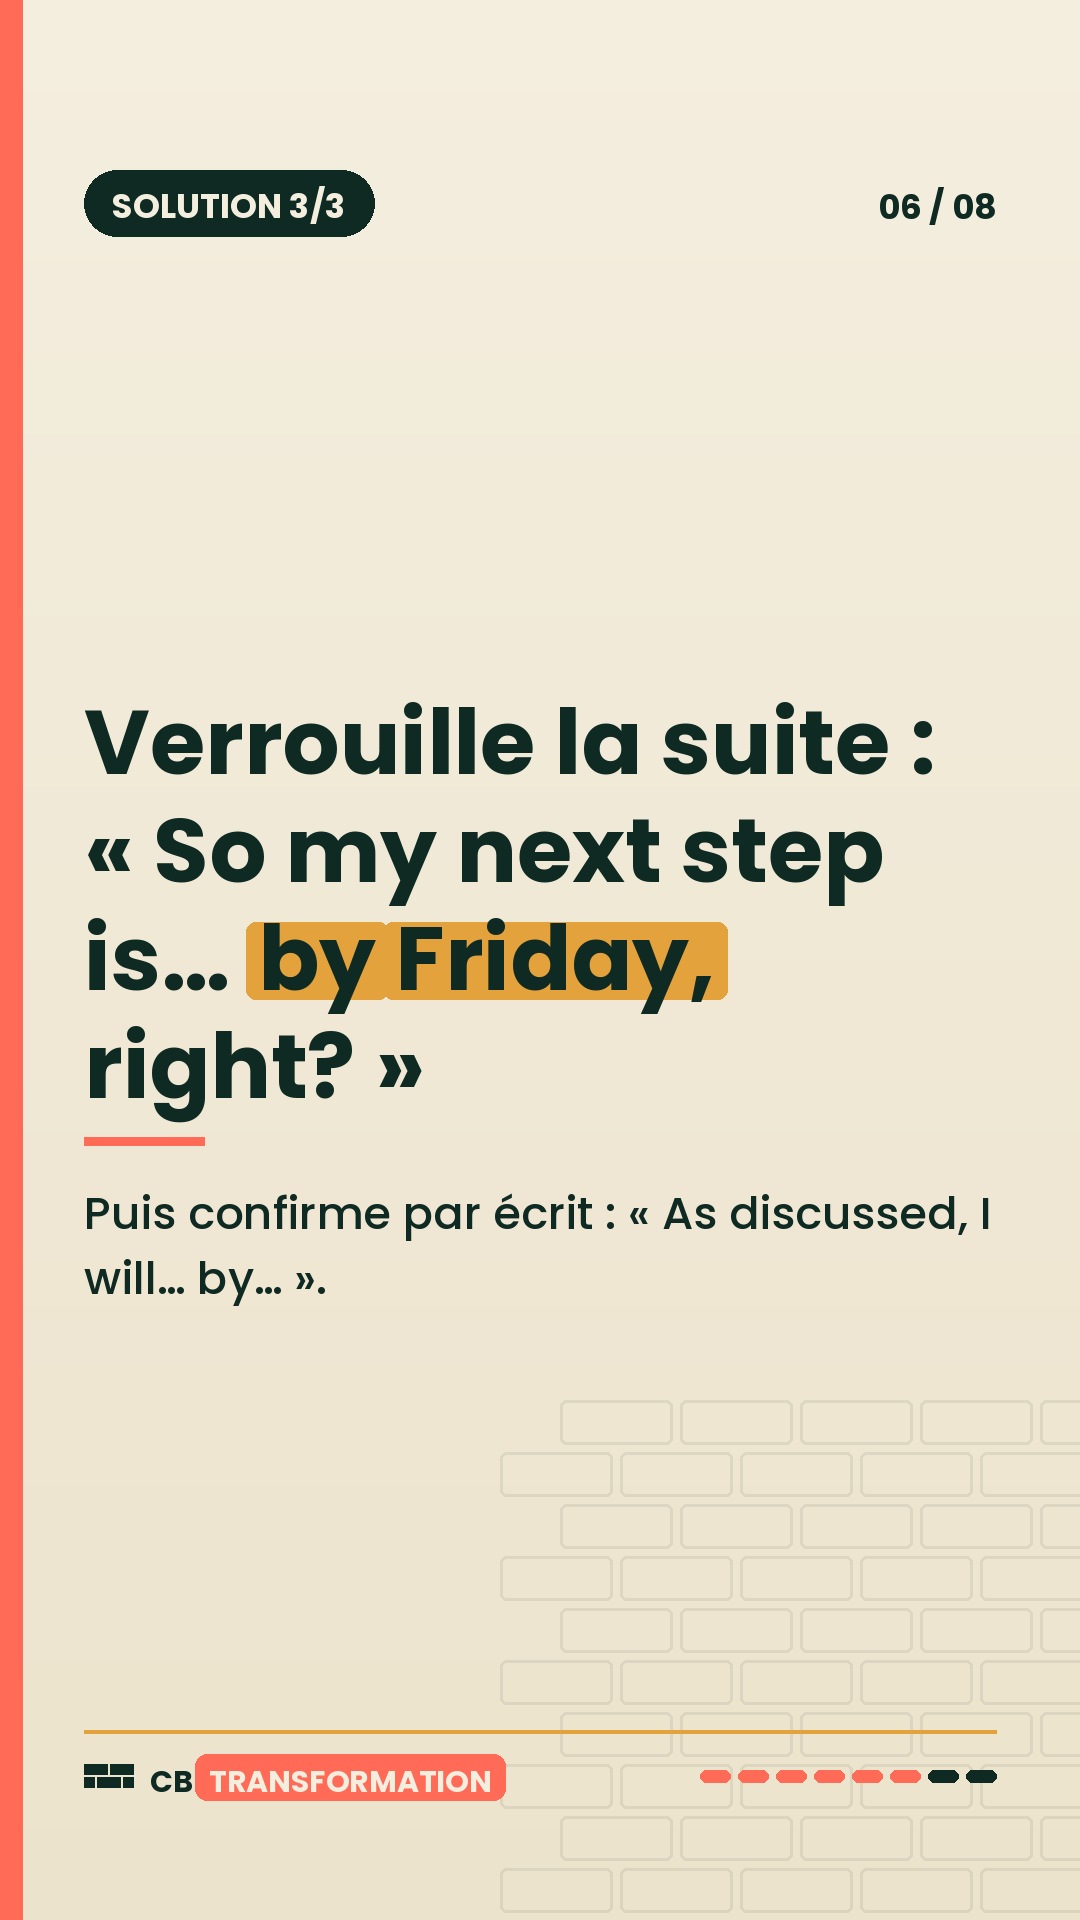 SOLUTION 3/3
06 / 08
Verrouille la suite :
« So my next step
is… by Friday,
right? »
Puis confirme par écrit : « As discussed, I
will… by… ».
CB TRANSFORMATION